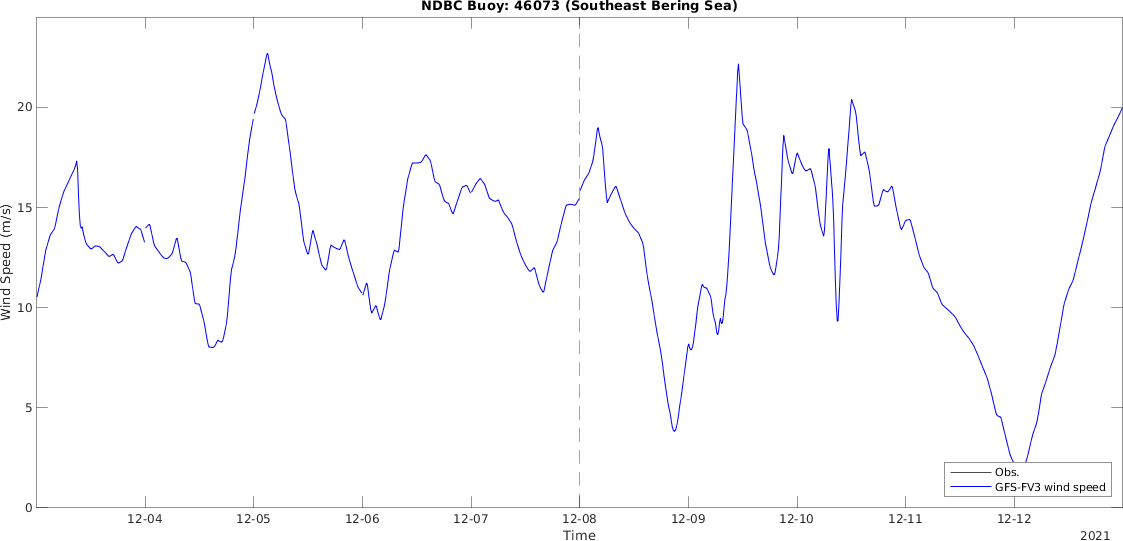 NDBC Buoy: 46073 (Southeast Bering Sea)
Wind Speed (m/s)
20
15
10
5
0
12-04 12-05 12-06 12-07 12-08 12-09 12-10 12-11 12-12
Time
2021
Obs.
GFS-FV3 wind speed